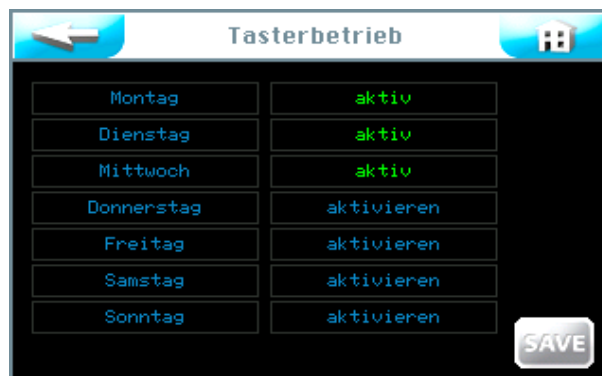 Tasterbetrieb
Montag aktiv
Dienstag aktiv
Mittwoch aktiv
Donnerstag aktivieren
Freitag aktivieren
Samstag aktivieren
Sonntag aktivieren
SAVE